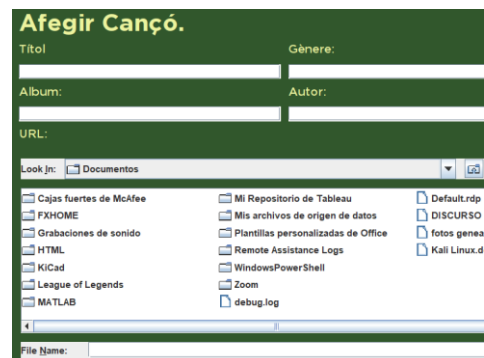 Afegir Cançó.
Títol Gènere:
Album: Autor:
URL:
Look In: Documentos
Cajas fuertes de McAfee Mi Repositorio de Tableau Default.rdp
FXHOME Mis archivos de origen de datos DISCURSO
Grabaciones de sonido Plantillas personalizadas de Office fotos genea
HTML Remote Assistance Logs Kali Linux.d
KiCad WindowsPowerShell
League of Legends Zoom
MATLAB debug.log
File Name: